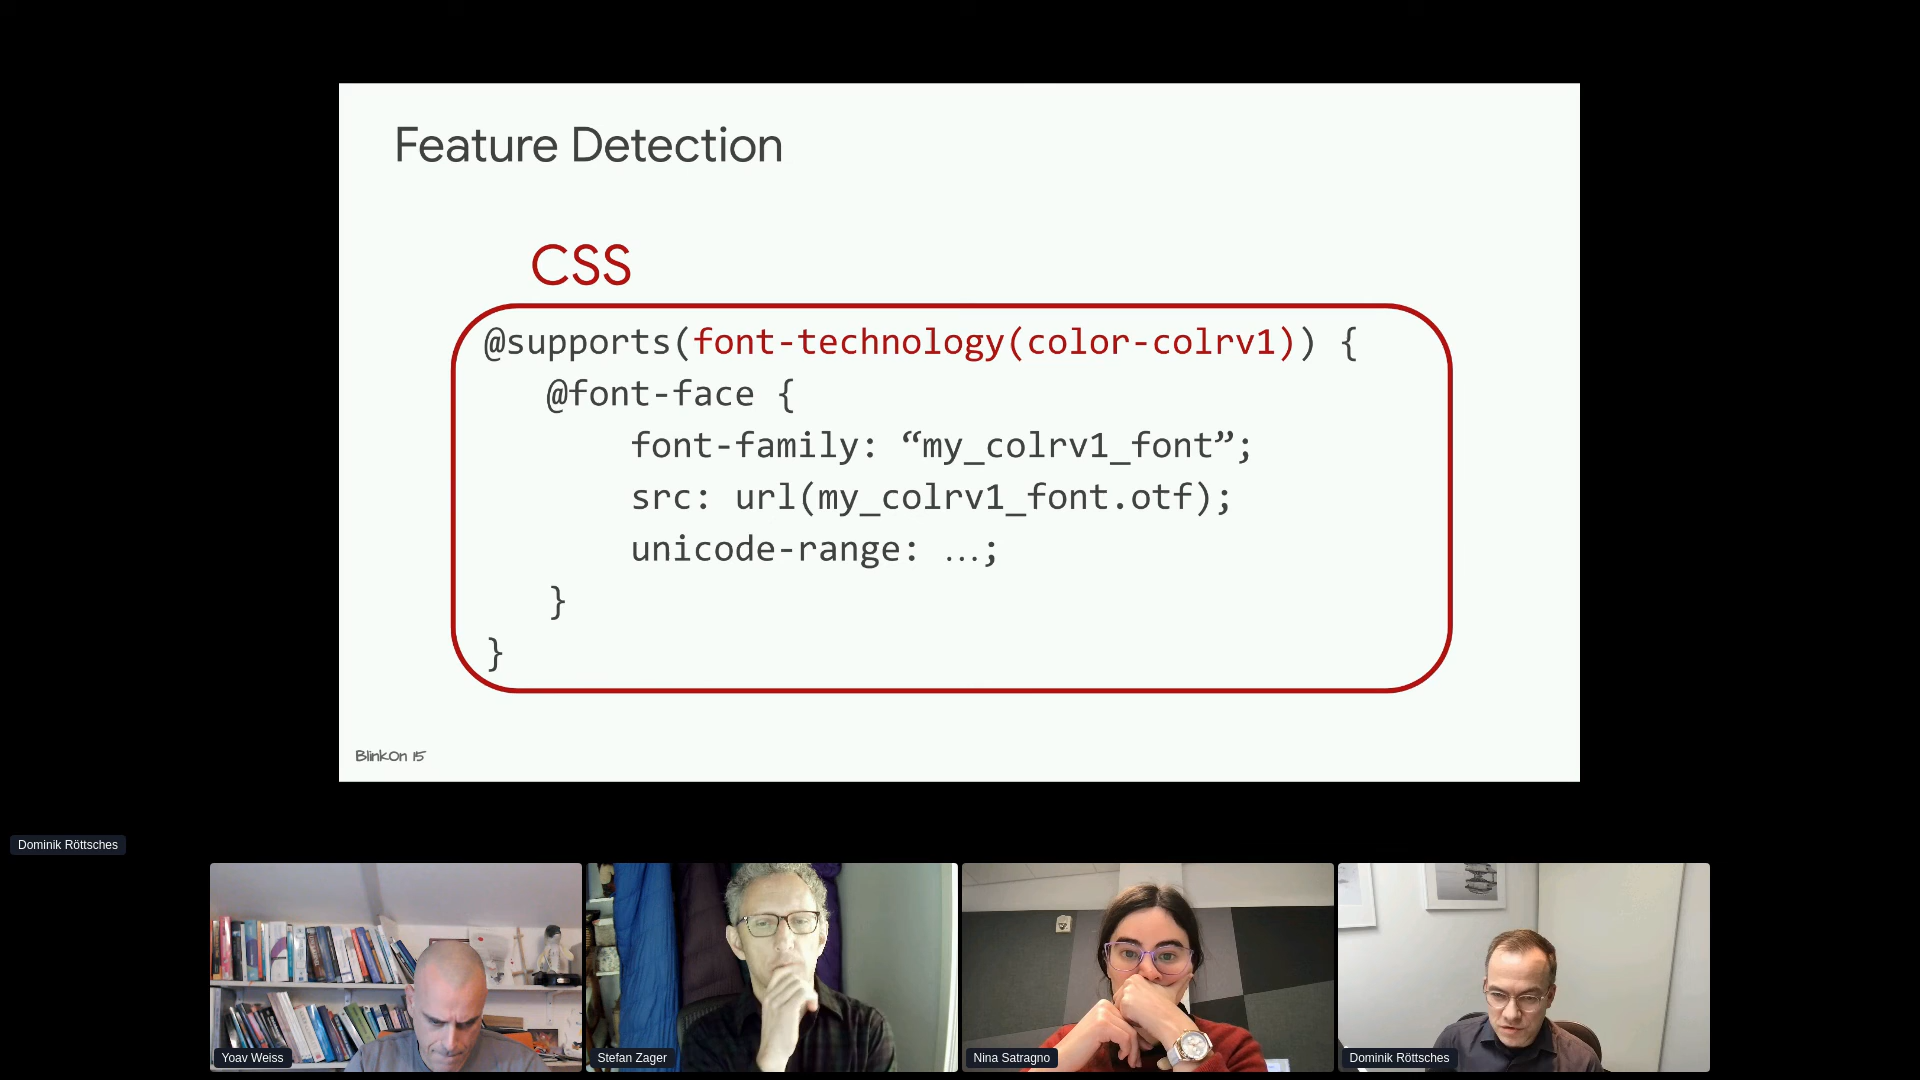 Feature Detection
CSS
@supports(font-technology(color-colrv1)) {
@font-face {
font-family: “my_colrv1_font”;
src: url(my_colrv1_font.otf);
unicode-range: ...;
}
}
BlinkOn 15
Dominik Röttsches
Yoav Weiss
Stefan Zager
Nina Satragno
Dominik Röttsches